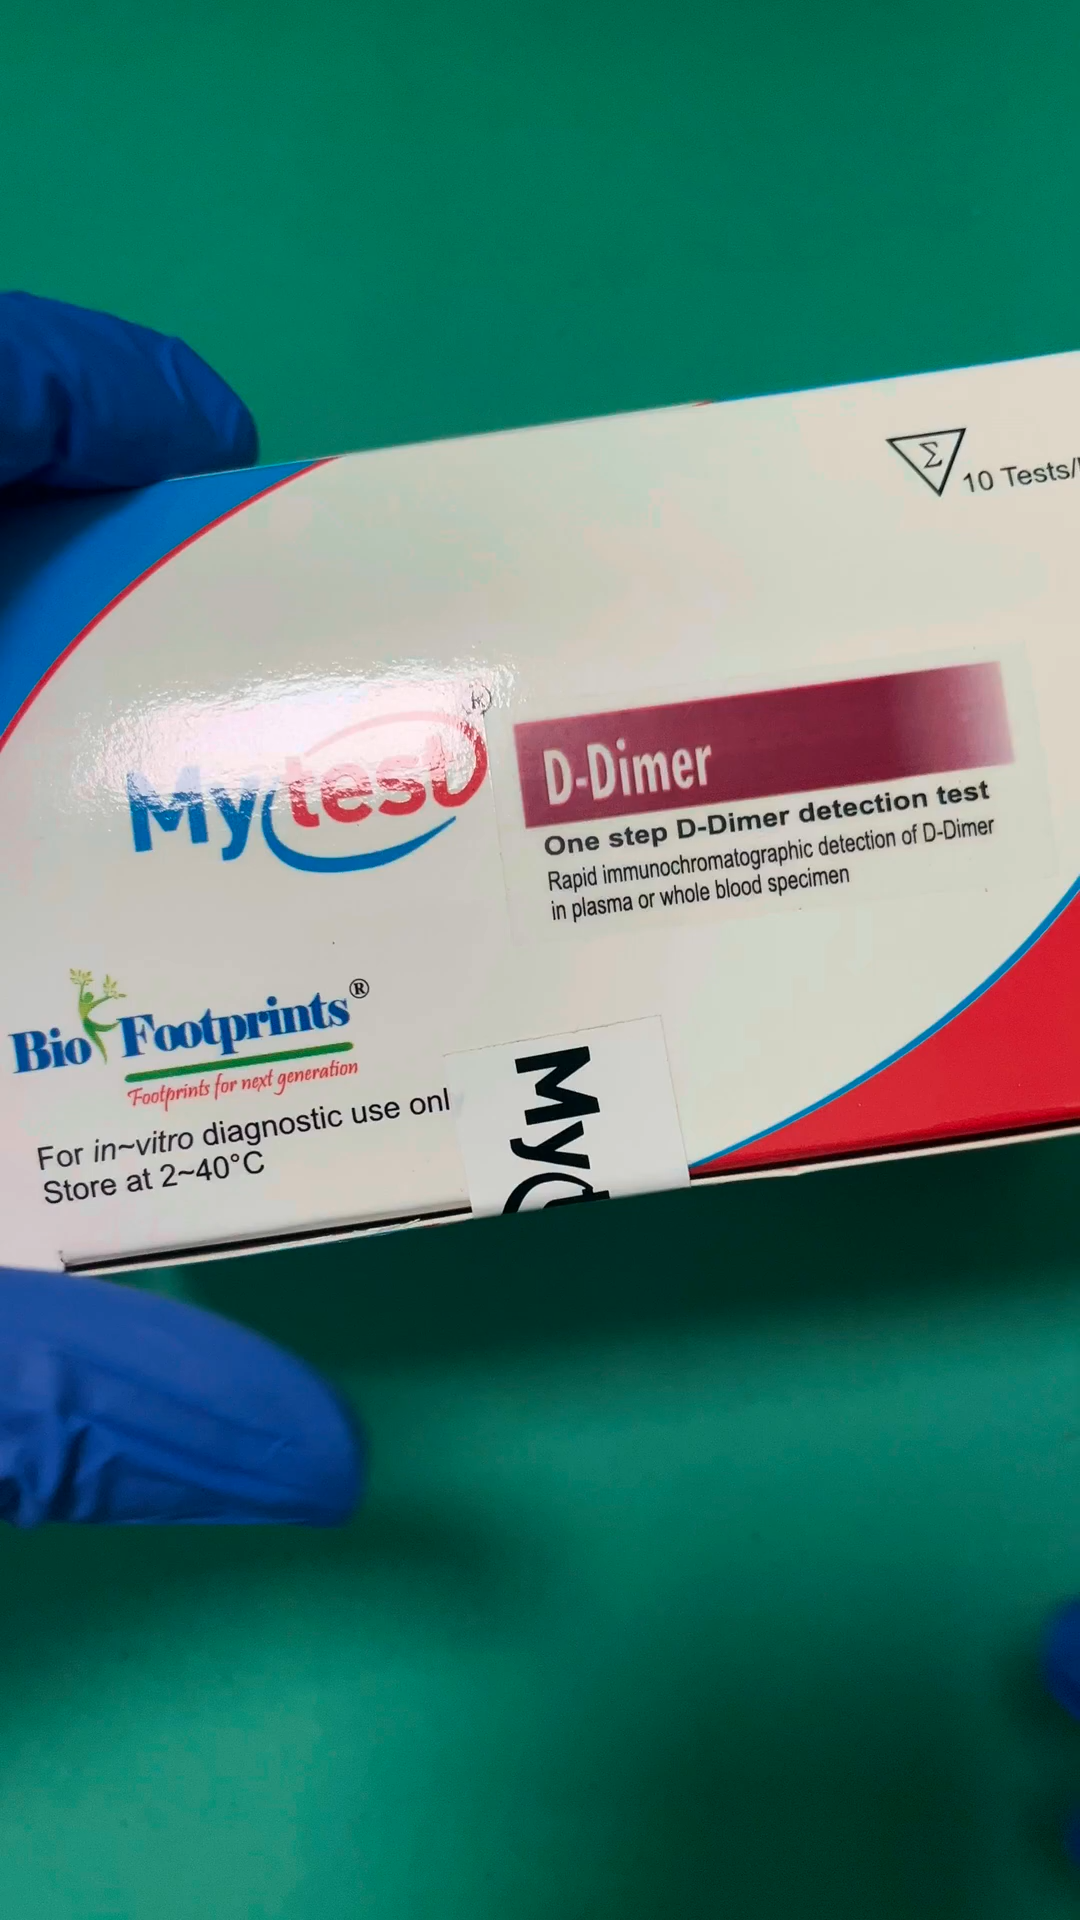 Σ
10 Tests/
Mytest®
D-Dimer
One step D-Dimer detection test
Rapid immunochromatographic detection of D-Dimer
in plasma or whole blood specimen
Bio Footprints®
Footprints for next generation
For in~vitro diagnostic use onl
Store at 2~40°C
My